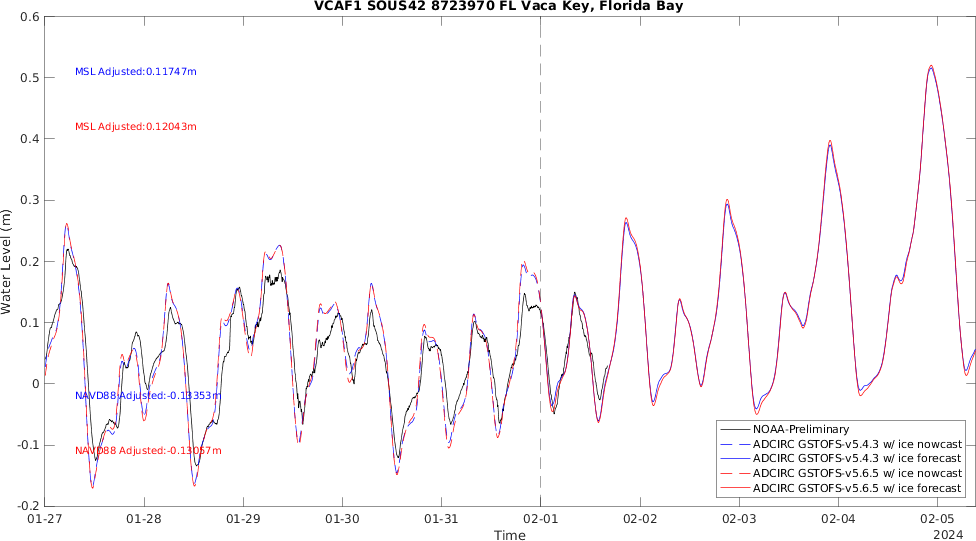 VCAF1 SOUS42 8723970 FL Vaca Key, Florida Bay
Water Level (m)
0.6
0.5
0.4
0.3
0.2
0.1
0
-0.1
-0.2
MSL Adjusted:0.11747m
MSL Adjusted:0.12043m
NAVD88 Adjusted:-0.13353m
NAVD88 Adjusted:-0.13057m
NOAA-Preliminary
ADCIRC GSTOFS-v5.4.3 w/ ice nowcast
ADCIRC GSTOFS-v5.4.3 w/ ice forecast
ADCIRC GSTOFS-v5.6.5 w/ ice nowcast
ADCIRC GSTOFS-v5.6.5 w/ ice forecast
01-27 01-28 01-29 01-30 01-31 02-01 02-02 02-03 02-04 02-05
2024
Time